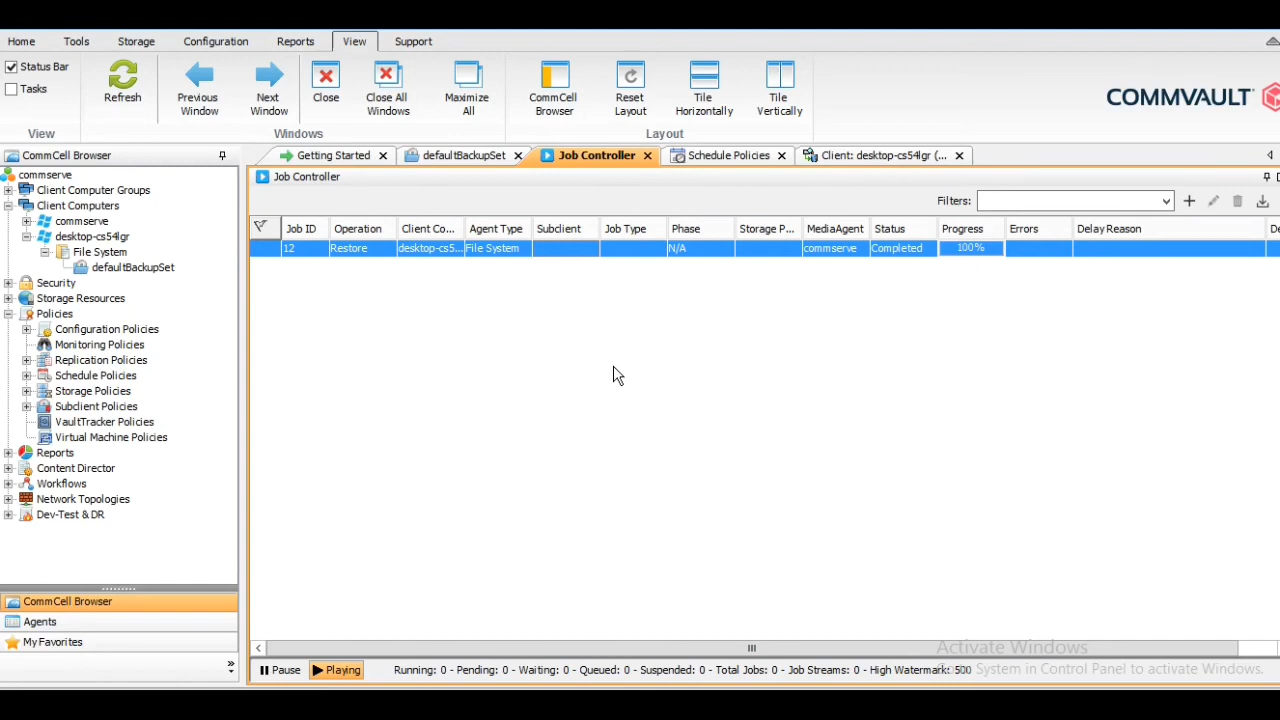 Home Tools Storage Configuration Reports View Support
Status Bar
Tasks
Refresh
Previous Window
Next Window
Close
Close All Windows
Maximize All
CommCell Browser
Reset Layout
Tile Horizontally
Tile Vertically
COMMVAULT
View Windows Layout
CommCell Browser
Getting Started defaultBackupSet Job Controller Schedule Policies Client: desktop-cs54lgr (...
commserve
Client Computer Groups
Client Computers
commserve
desktop-cs54lgr
File System
defaultBackupSet
Security
Storage Resources
Policies
Configuration Policies
Monitoring Policies
Replication Policies
Schedule Policies
Storage Policies
Subclient Policies
VaultTracker Policies
Virtual Machine Policies
Reports
Content Director
Workflows
Network Topologies
Dev-Test & DR
CommCell Browser
Agents
My Favorites
Job Controller
Filters:
Job ID Operation Client Co... Agent Type Subclient Job Type Phase Storage P... MediaAgent Status Progress Errors Delay Reason De
12 Restore desktop-cs5... File System N/A commserve Completed 100%
Activate Windows
System in Control Panel to activate Windows.
Pause Playing Running: 0 - Pending: 0 - Waiting: 0 - Queued: 0 - Suspended: 0 - Total Jobs: 0 - Job Streams: 0 - High Watermark: 500